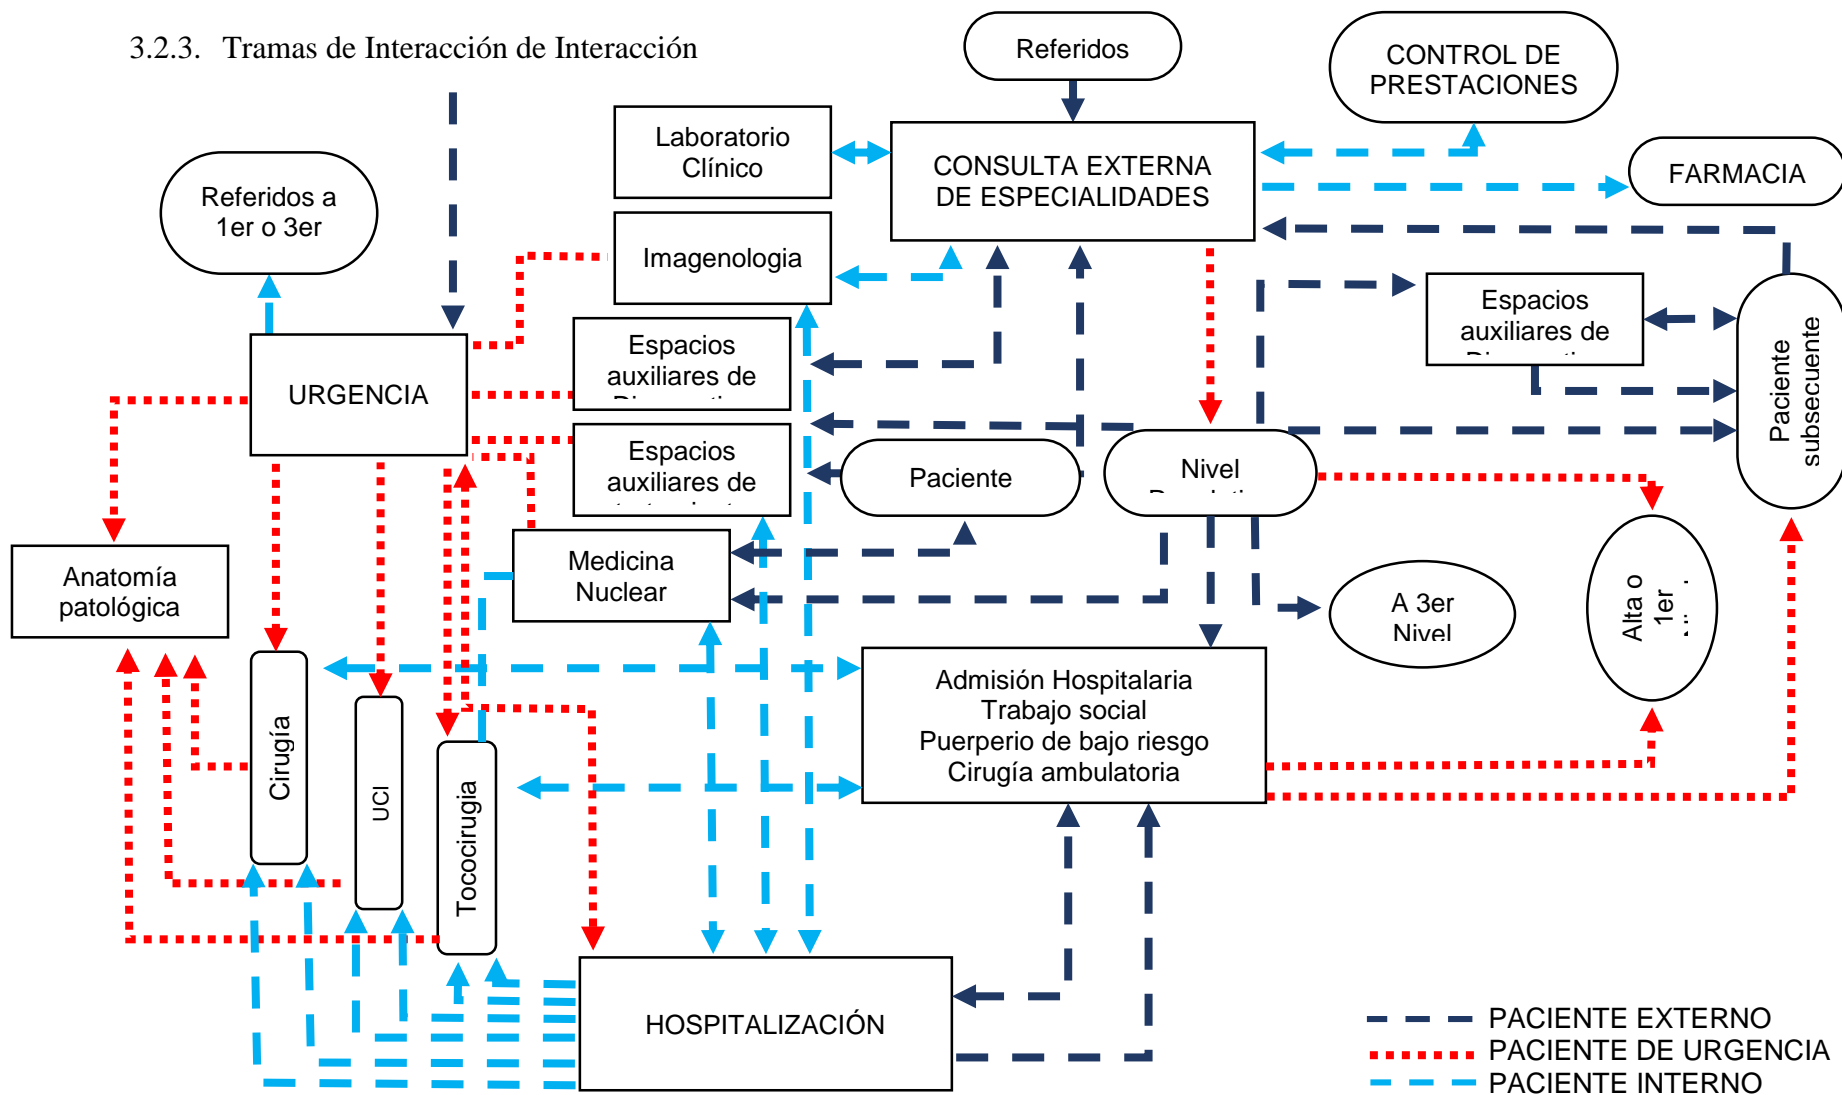 3.2.3. Tramas de Interacción de Interacción
Referidos
CONTROL DE
PRESTACIONES
Laboratorio
Clínico
CONSULTA EXTERNA
DE ESPECIALIDADES
FARMACIA
Referidos a
1er o 3er
Imagenologia
Espacios
auxiliares de
Espacios
auxiliares de
Paciente
subsecuente
URGENCIA
Espacios
auxiliares de
Paciente
Nivel
Anatomía
patológica
Medicina
Nuclear
A 3er
Nivel
Alta o
1er
Cirugía
UCI
Tococirugia
Admisión Hospitalaria
Trabajo social
Puerperio de bajo riesgo
Cirugía ambulatoria
HOSPITALIZACIÓN
PACIENTE EXTERNO
PACIENTE DE URGENCIA
PACIENTE INTERNO